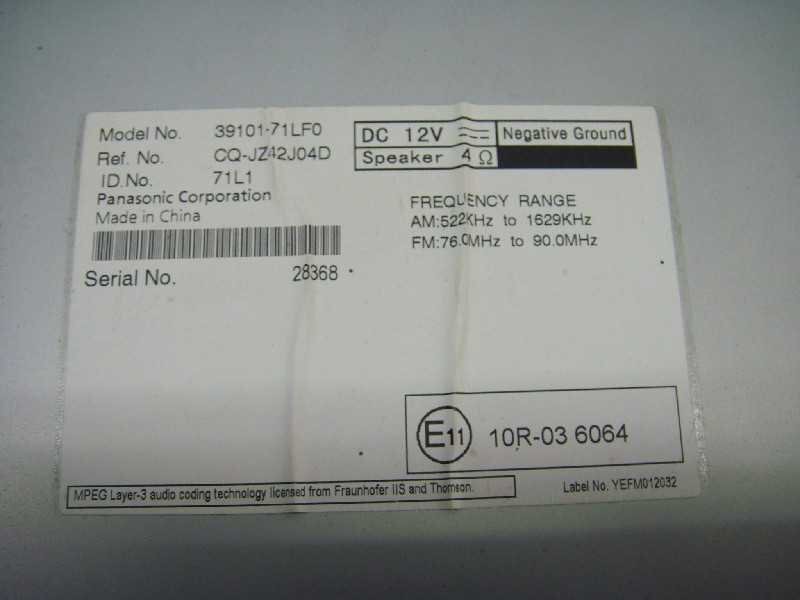 Model No. 39101-71LF0
Ref. No. CQ-JZ42J04D
ID.No. 71L1
Panasonic Corporation
Made in China
Serial No. 28368
DC 12V ⎓ Negative Ground
Speaker 4Ω
FREQUENCY RANGE
AM:522KHz to 1629KHz
FM:76.0MHz to 90.0MHz
E11 10R-03 6064
MPEG Layer-3 audio coding technology licensed from Fraunhofer IIS and Thomson.
Label No. YEFM012032